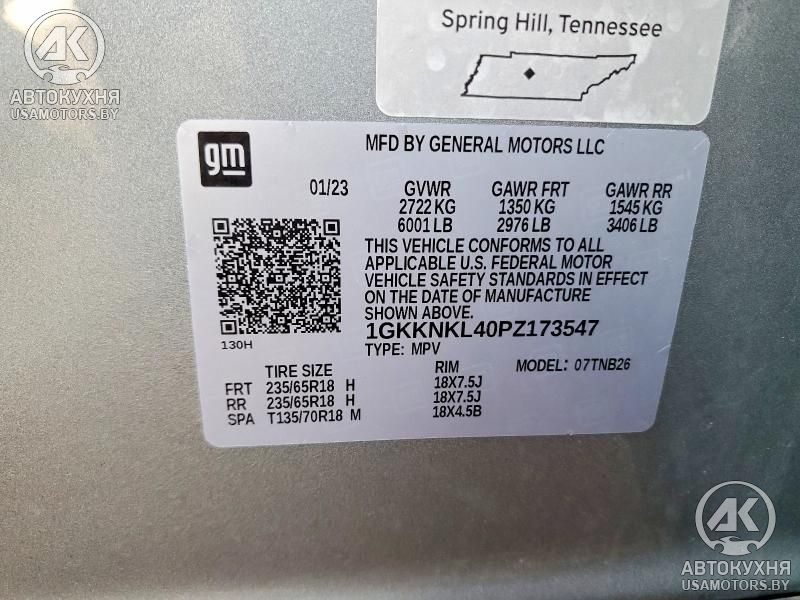 AK
АВТОКУХНЯ
USAMOTORS.BY
Spring Hill, Tennessee
gm
MFD BY GENERAL MOTORS LLC
01/23 GVWR GAWR FRT GAWR RR
2722 KG 1350 KG 1545 KG
6001 LB 2976 LB 3406 LB
THIS VEHICLE CONFORMS TO ALL
APPLICABLE U.S. FEDERAL MOTOR
VEHICLE SAFETY STANDARDS IN EFFECT
ON THE DATE OF MANUFACTURE
SHOWN ABOVE.
1GKKNKL40PZ173547
130H
TYPE: MPV
TIRE SIZE RIM MODEL: 07TNB26
FRT 235/65R18 H 18X7.5J
RR 235/65R18 H 18X7.5J
SPA T135/70R18 M 18X4.5B
AK
АВТОКУХНЯ
USAMOTORS.BY